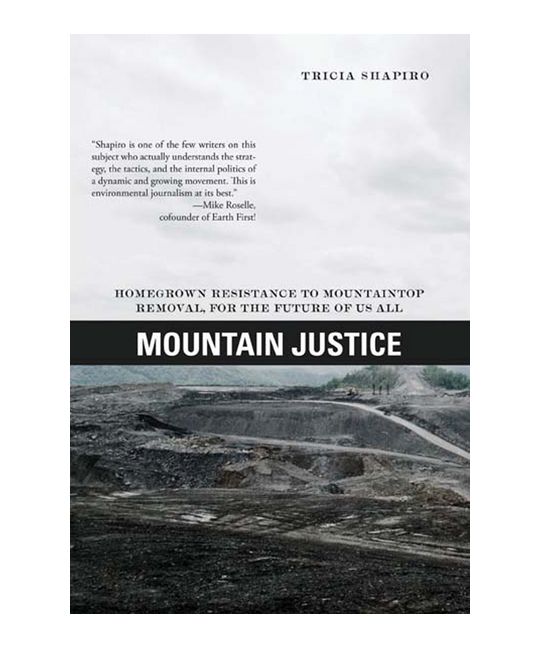 TRICIA SHAPIRO
“Shapiro is one of the few writers on this
subject who actually understands the strat-
egy, the tactics, and the internal politics of
a dynamic and growing movement. This is
environmental journalism at its best.”
—Mike Roselle,
cofounder of Earth First!
HOMEGROWN RESISTANCE TO MOUNTAINTOP
REMOVAL, FOR THE FUTURE OF US ALL
MOUNTAIN JUSTICE